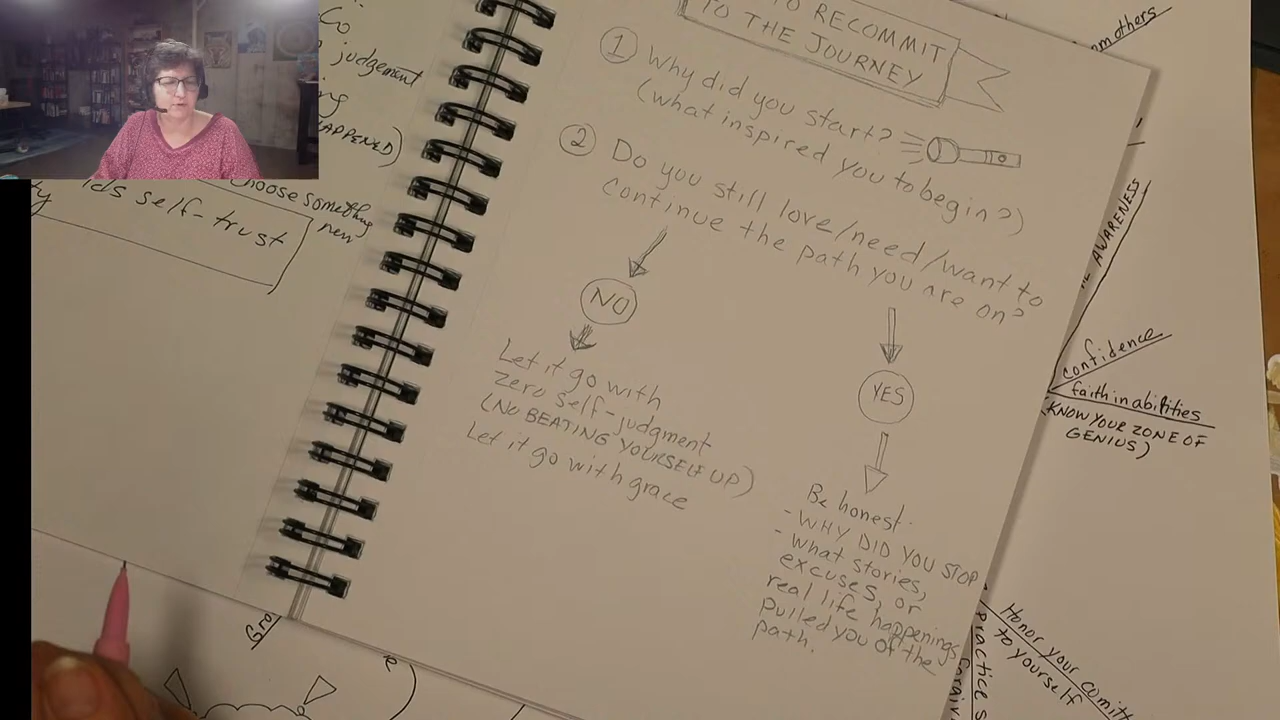 judgement
APPENED)
Choose something
new
ids self-trust
TO RECOMMIT
TO THE JOURNEY
① Why did you start?
(what inspired you to begin?)
② Do you still love/need/want to
continue the path you are on?
NO
Let it go with
zero self-judgment
(NO BEATING YOURSELF UP)
Let it go with grace
YES
Be honest.
- WHY DID YOU STOP
- what stories,
excuses, or
real life happenings
pulled you off the
path.
others
AWARENESS
confidence
faith in abilities
(KNOW YOUR ZONE OF
GENIUS)
Honor your comitt
to yourself
practice s
Gro